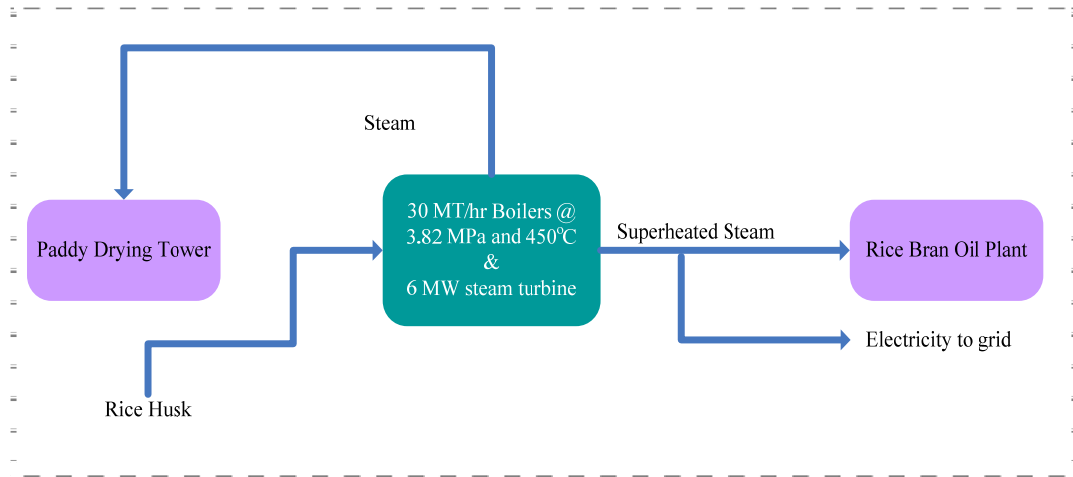 Steam
Paddy Drying Tower
30 MT/hr Boilers @
3.82 MPa and 450°C
&
6 MW steam turbine
Superheated Steam
Rice Bran Oil Plant
Electricity to grid
Rice Husk